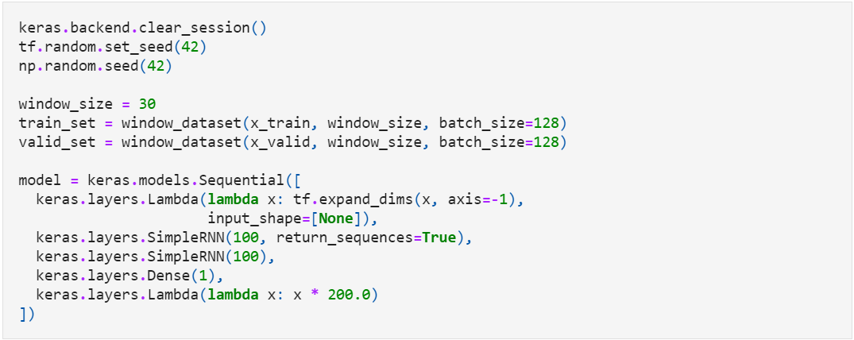 keras.backend.clear_session()
tf.random.set_seed(42)
np.random.seed(42)

window_size = 30
train_set = window_dataset(x_train, window_size, batch_size=128)
valid_set = window_dataset(x_valid, window_size, batch_size=128)

model = keras.models.Sequential([
  keras.layers.Lambda(lambda x: tf.expand_dims(x, axis=-1),
                      input_shape=[None]),
  keras.layers.SimpleRNN(100, return_sequences=True),
  keras.layers.SimpleRNN(100),
  keras.layers.Dense(1),
  keras.layers.Lambda(lambda x: x * 200.0)
])